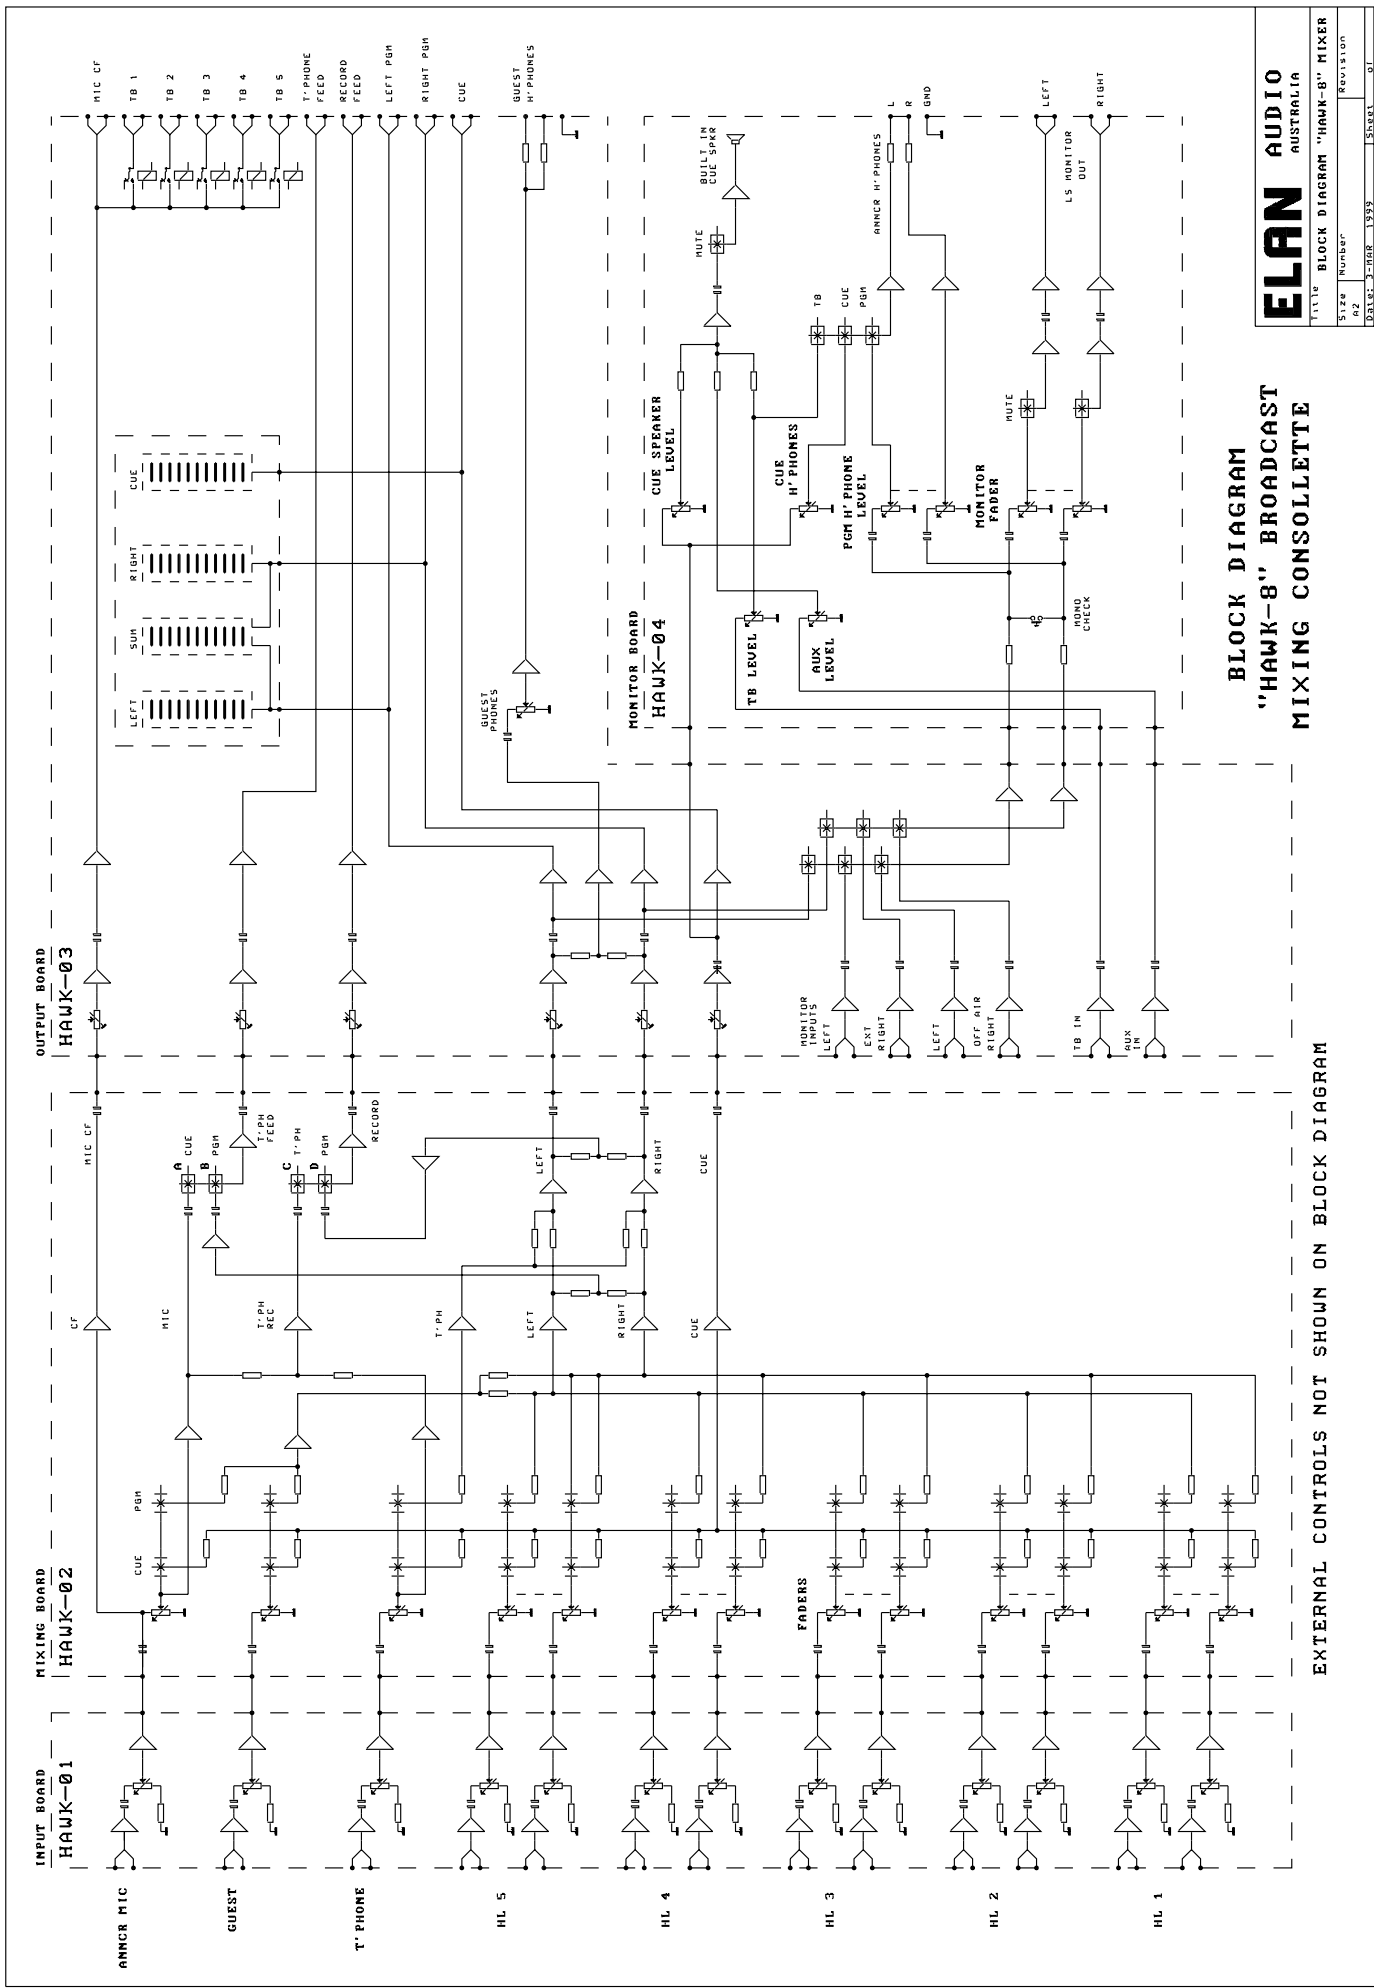 INPUT BOARD
HAWK-01
ANNCR MIC
GUEST
T'PHONE
HL 5
HL 4
HL 3
HL 2
HL 1
MIXING BOARD
HAWK-02
CUE
PGM
FADERS
CF
MIC
T'PH
REC
T'PH
LEFT
RIGHT
CUE
MIC CF
A CUE
B PGM
T'PH
FEED
C T'PH
D PGM
RECORD
LEFT
RIGHT
CUE
OUTPUT BOARD
HAWK-03
MONITOR
INPUTS
LEFT
EXT
RIGHT
LEFT
OFF AIR
RIGHT
TB IN
AUX
IN
LEFT
SUM
RIGHT
CUE
GUEST
PHONES
MIC CF
TB 1
TB 2
TB 3
TB 4
TB 5
T'PHONE
FEED
RECORD
FEED
LEFT PGM
RIGHT PGM
CUE
GUEST
H'PHONES
MONITOR BOARD
HAWK-04
TB LEVEL
AUX
LEVEL
MONO
CHECK
CUE SPEAKER
LEVEL
CUE
H'PHONES
PGM H'PHONE
LEVEL
MONITOR
FADER
MUTE
BUILT IN
CUE SPKR
TB
CUE
PGM
ANNCR H'PHONES
L
R
GND
MUTE
LS MONITOR
OUT
LEFT
RIGHT
EXTERNAL CONTROLS NOT SHOWN ON BLOCK DIAGRAM
BLOCK DIAGRAM
"HAWK-8" BROADCAST
MIXING CONSOLLETTE
ELAN AUDIO
AUSTRALIA
Title
BLOCK DIAGRAM "HAWK-8" MIXER
Size Number Revision
A2
Date: 3-MAR 1999 Sheet of